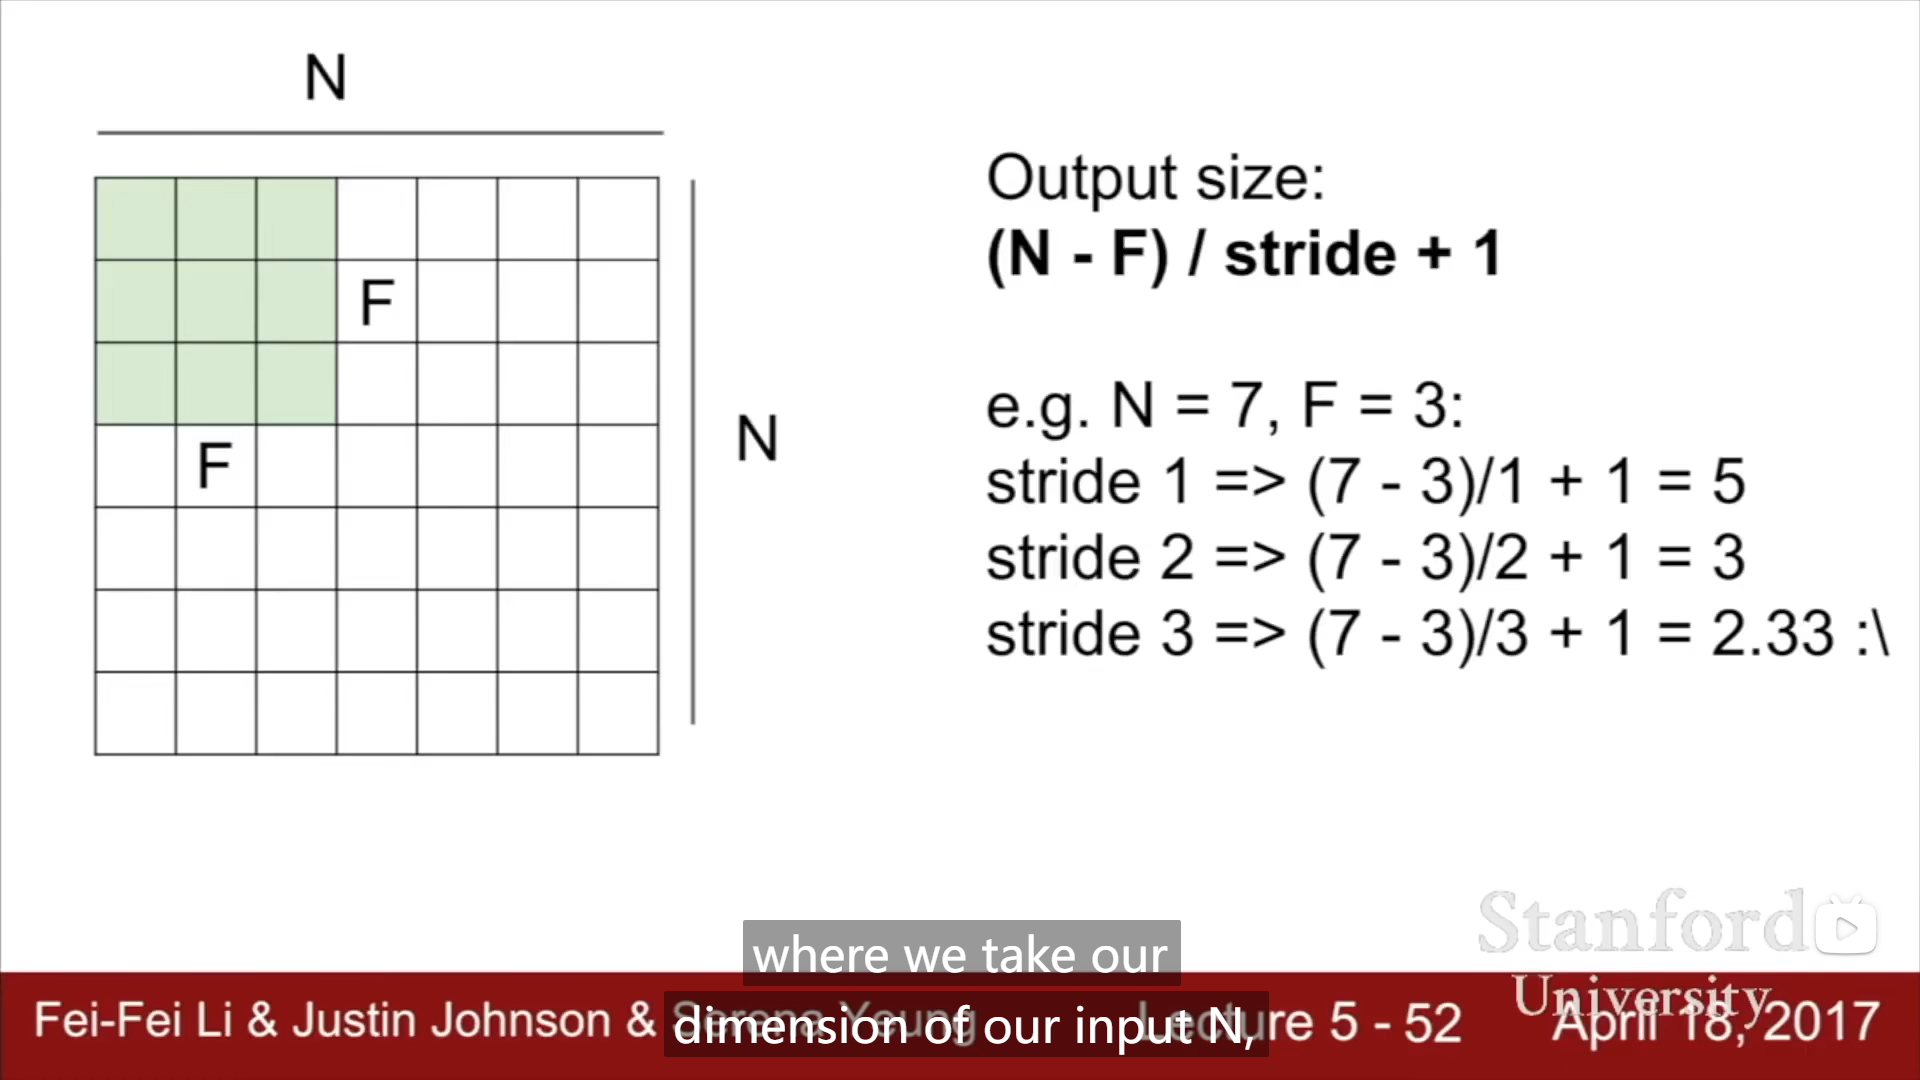 N
F
F
N
Output size:
(N - F) / stride + 1
e.g. N = 7, F = 3:
stride 1 => (7 - 3)/1 + 1 = 5
stride 2 => (7 - 3)/2 + 1 = 3
stride 3 => (7 - 3)/3 + 1 = 2.33 :\
Stanford
University
where we take our
dimension of our input N,
Fei-Fei Li & Justin Johnson & Serena Yeung
Lecture 5 - 52
April 18, 2017